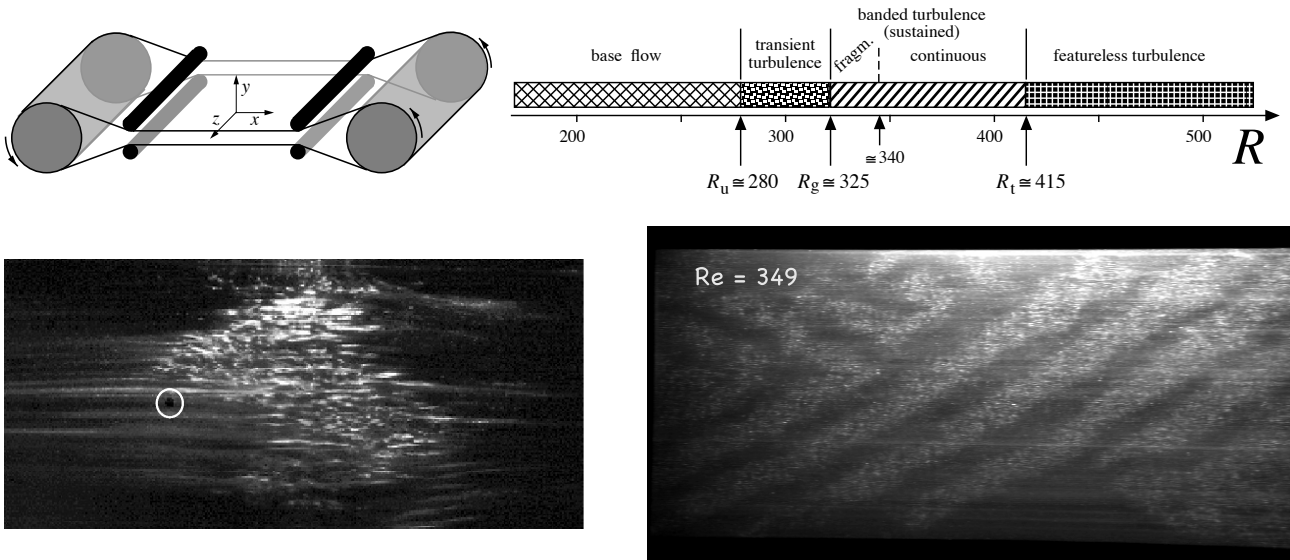 y
z
x
banded turbulence
(sustained)
base flow
transient
turbulence
fragm.
continuous
featureless turbulence
200
300
400
500
R
≅340
Ru≅280
Rg≅325
Rt≅415
Re = 349